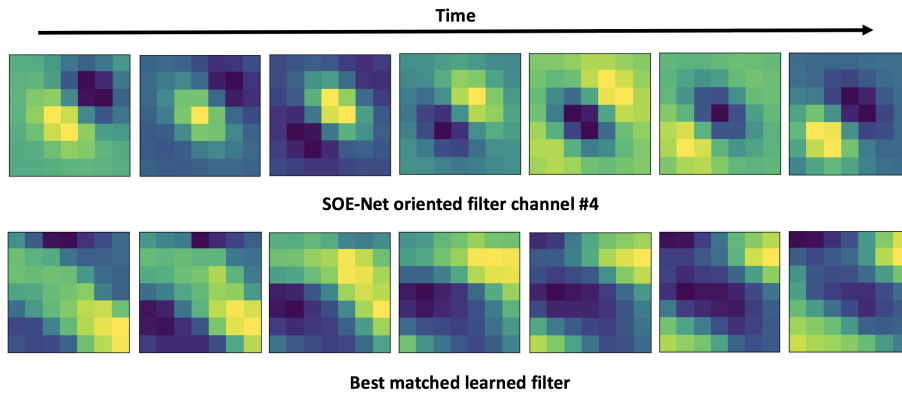 Time
SOE-Net oriented filter channel #4
Best matched learned filter